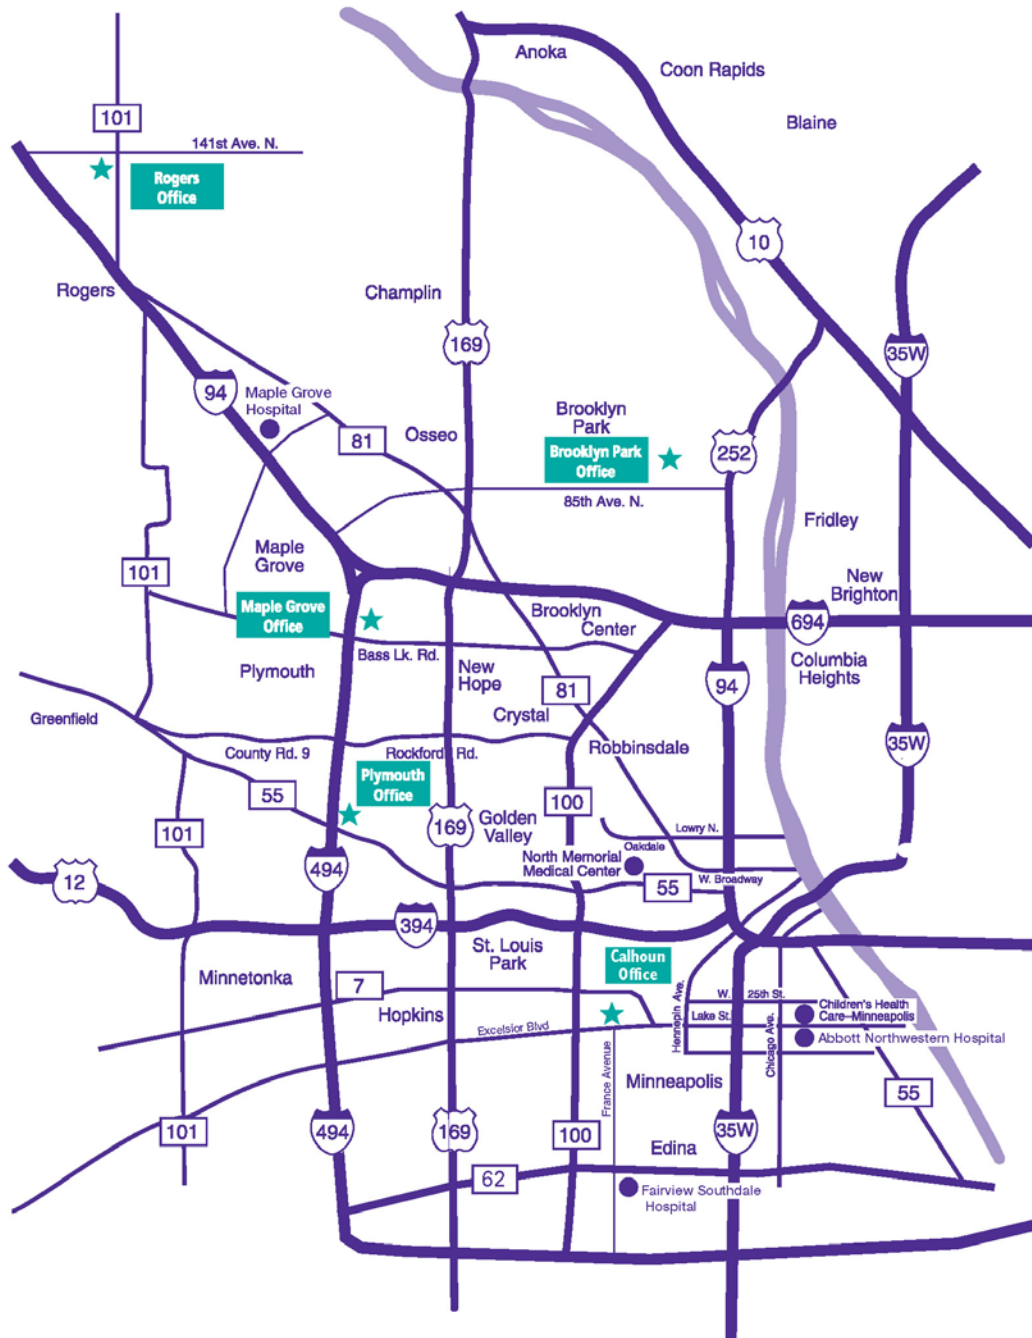 Anoka
Coon Rapids
Blaine
101
141st Ave. N.
Rogers
Office
10
Rogers
Champlin
169
35W
94
Maple Grove
Hospital
81
Osseo
Brooklyn
Park
Brooklyn Park
Office
252
85th Ave. N.
Fridley
Maple
Grove
101
New
Brighton
Maple Grove
Office
Brooklyn
Center
694
Bass Lk. Rd.
Plymouth
New
Hope
Columbia
Heights
81
94
Crystal
Greenfield
County Rd. 9
Rockford Rd.
Robbinsdale
35W
Plymouth
Office
55
100
101
169
Golden
Valley
Lowry N.
Oakdale
North Memorial
Medical Center
W. Broadway
494
12
55
394
St. Louis
Park
Calhoun
Office
Minnetonka
7
Hopkins
Excelsior Blvd
Hennepin Ave.
W. 25th St.
Lake St.
Chicago Ave.
Children's Health
Care–Minneapolis
Abbott Northwestern Hospital
France Avenue
Minneapolis
55
101
494
169
100
35W
Edina
62
Fairview Southdale
Hospital